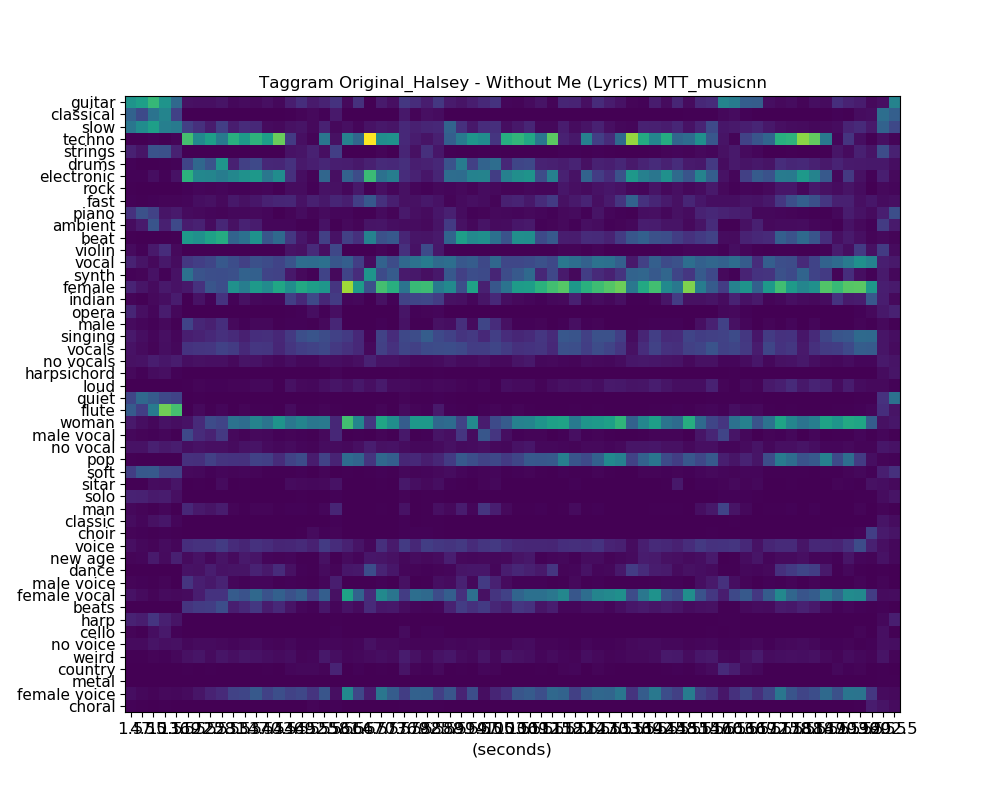 Taggram Original_Halsey - Without Me (Lyrics) MTT_musicnn
guitar
classical
slow
techno
strings
drums
electronic
rock
fast
piano
ambient
beat
violin
vocal
synth
female
indian
opera
male
singing
vocals
no vocals
harpsichord
loud
quiet
flute
woman
male vocal
no vocal
pop
soft
sitar
solo
man
classic
choir
voice
new age
dance
male voice
female vocal
beats
harp
cello
no voice
weird
country
metal
female voice
choral
(seconds)